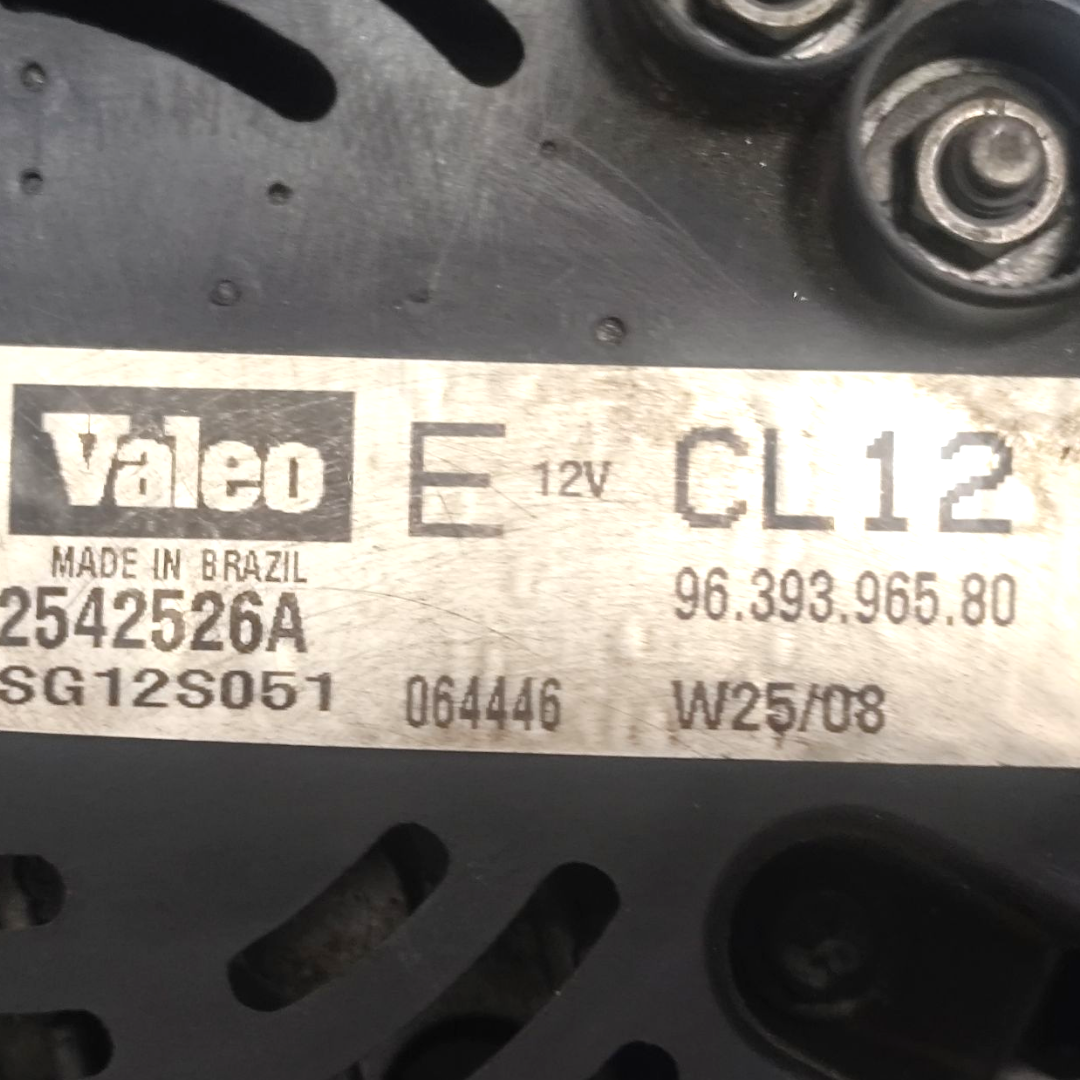 Valeo E 12V CL12
MADE IN BRAZIL
2542526A 96.393.965.80
SG12S051 064446 W25/08